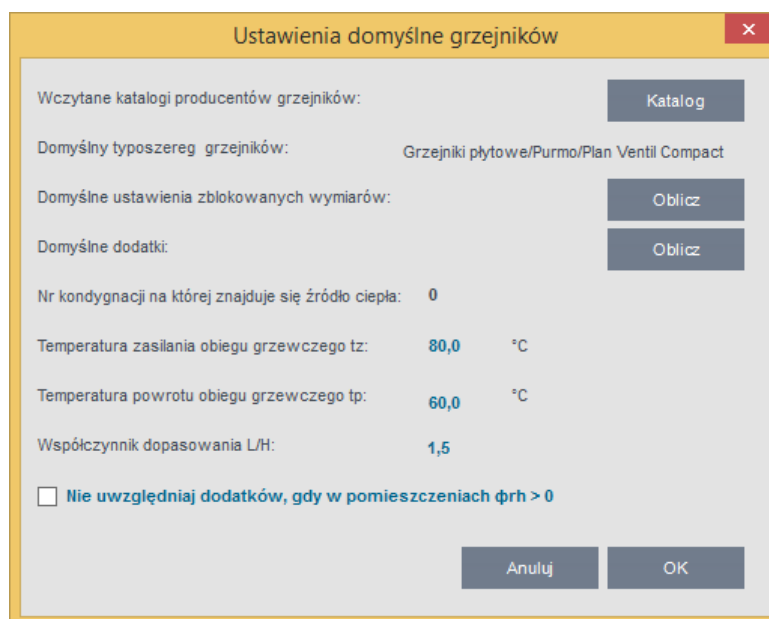 Ustawienia domyślne grzejników
Wczytane katalogi producentów grzejników: Katalog
Domyślny typoszereg grzejników: Grzejniki płytowe/Purmo/Plan Ventil Compact
Domyślne ustawienia zblokowanych wymiarów: Oblicz
Domyślne dodatki: Oblicz
Nr kondygnacji na której znajduje się źródło ciepła: 0
Temperatura zasilania obiegu grzewczego tz: 80,0 °C
Temperatura powrotu obiegu grzewczego tp: 60,0 °C
Współczynnik dopasowania L/H: 1,5
Nie uwzględniaj dodatków, gdy w pomieszczeniach φrh > 0
Anuluj OK